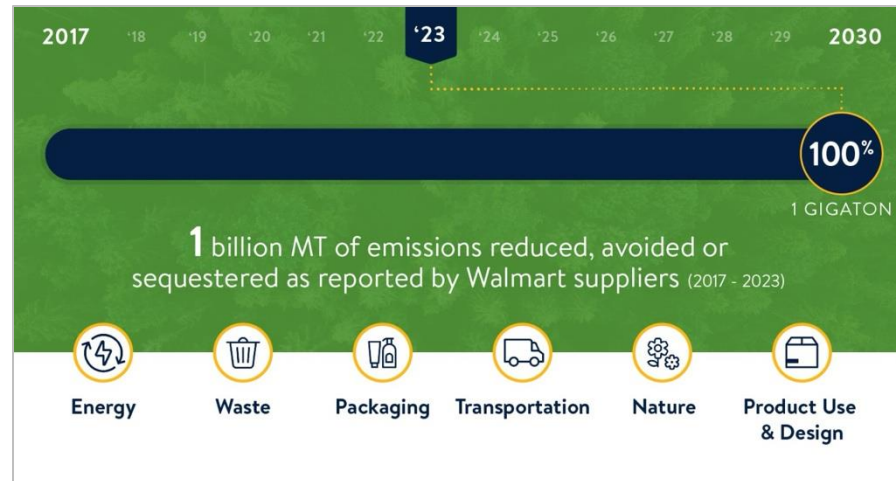 2017 ‘18 ‘19 ‘20 ‘21 ‘22 ‘23 ‘24 ‘25 ‘26 ‘27 ‘28 ‘29 2030
100%
1 GIGATON
1 billion MT of emissions reduced, avoided or
sequestered as reported by Walmart suppliers (2017 - 2023)
Energy Waste Packaging Transportation Nature Product Use
& Design